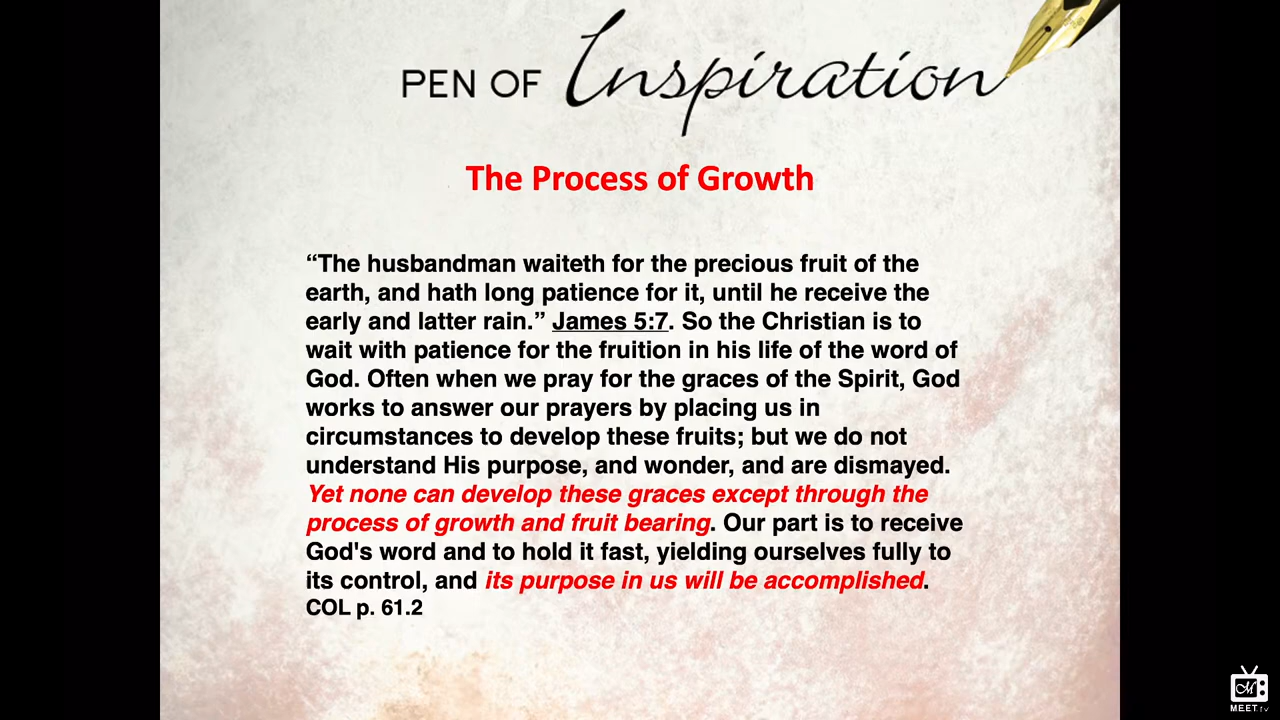 PEN OF Inspiration
The Process of Growth
“The husbandman waiteth for the precious fruit of the
earth, and hath long patience for it, until he receive the
early and latter rain.” James 5:7. So the Christian is to
wait with patience for the fruition in his life of the word of
God. Often when we pray for the graces of the Spirit, God
works to answer our prayers by placing us in
circumstances to develop these fruits; but we do not
understand His purpose, and wonder, and are dismayed.
Yet none can develop these graces except through the
process of growth and fruit bearing. Our part is to receive
God's word and to hold it fast, yielding ourselves fully to
its control, and its purpose in us will be accomplished.
COL p. 61.2
M
MEET.tv